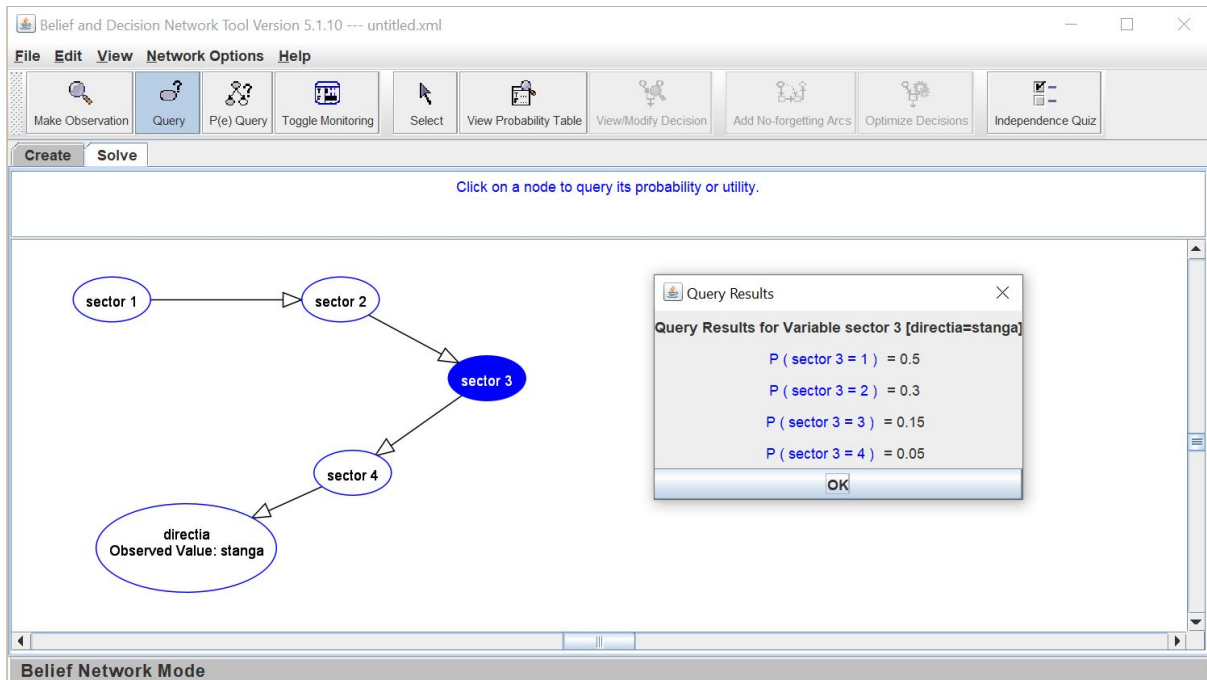 Belief and Decision Network Tool Version 5.1.10 --- untitled.xml
File Edit View Network Options Help
Make Observation Query P(e) Query Toggle Monitoring Select View Probability Table View/Modify Decision Add No-forgetting Arcs Optimize Decisions Independence Quiz
Create Solve
Click on a node to query its probability or utility.
sector 1
sector 2
sector 3
sector 4
directia
Observed Value: stanga
Query Results
Query Results for Variable sector 3 [directia=stanga]
P ( sector 3 = 1 ) = 0.5
P ( sector 3 = 2 ) = 0.3
P ( sector 3 = 3 ) = 0.15
P ( sector 3 = 4 ) = 0.05
OK
Belief Network Mode